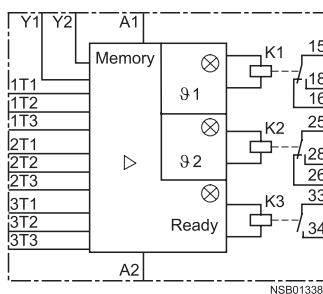 Y1 Y2 A1
Memory
K1
15
18
16
ϑ1
1T1
1T2
1T3
K2
25
28
26
ϑ2
2T1
2T2
2T3
K3
33
34
Ready
3T1
3T2
3T3
A2
NSB01338